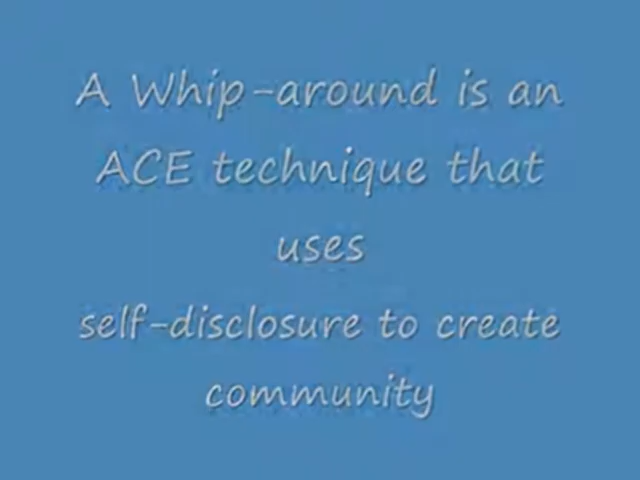 A Whip-around is an
ACE technique that
uses
self-disclosure to create
community